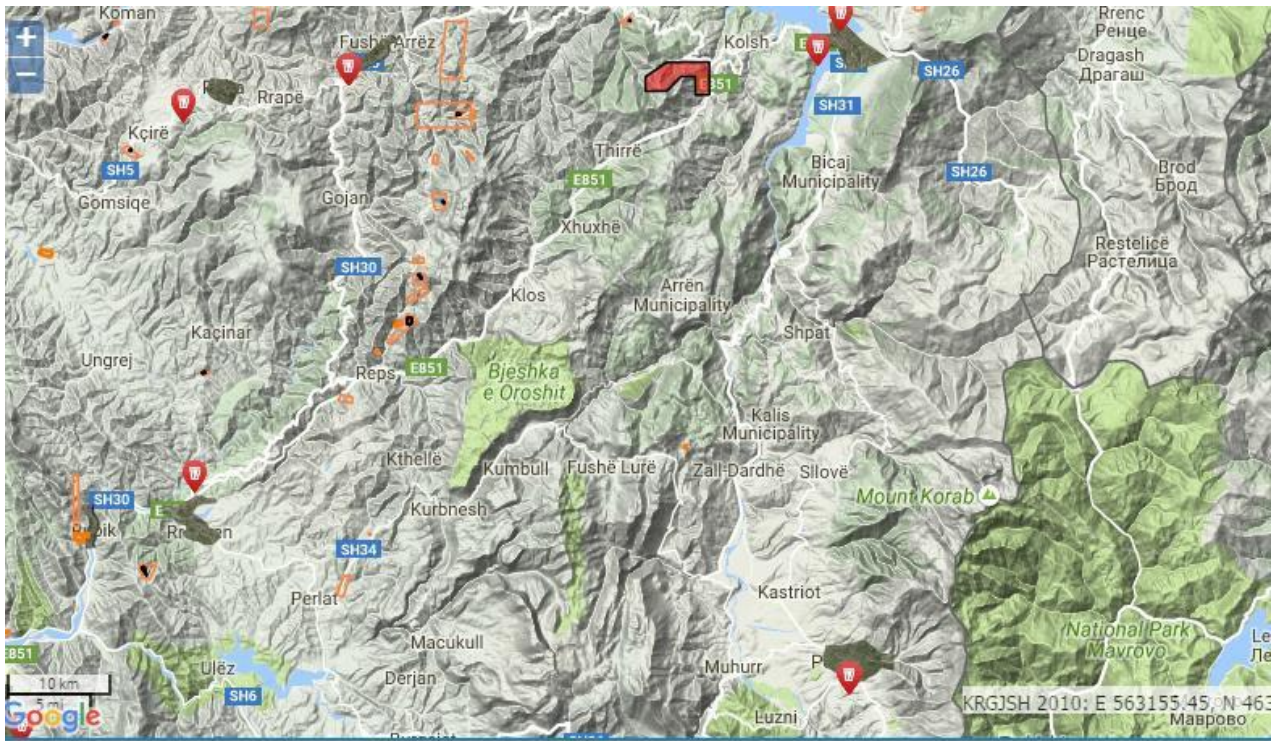 Koman
+
−
Fushë Arrëz
Kolsh
Rrenc
Ренце
Dragash
Драгаш
SH26
E851
SH31
Rrapë
Kçirë
SH5
Gomsiqe
Thirrë
E851
Bicaj
Municipality
SH26
Brod
Брод
Gojan
Xhuxhë
Restelicë
Рестелица
SH30
Klos
Arrën
Municipality
Kaçinar
Shpat
Ungrej
Reps
E851
Bjeshka
e Oroshit
Kalis
Municipality
Kthellë
Kumbull
Fushë Lurë
Zall-Dardhë
Sllovë
Mount Korab
SH30
Kurbnesh
SH34
Perlat
Kastriot
Macukull
National Park
Mavrovo
E851
Ulëz
Derjan
Muhurr
10 km
5 mi
SH6
Google
Luzni
KRGJSH 2010: E 563155.45, N 463
Маврово